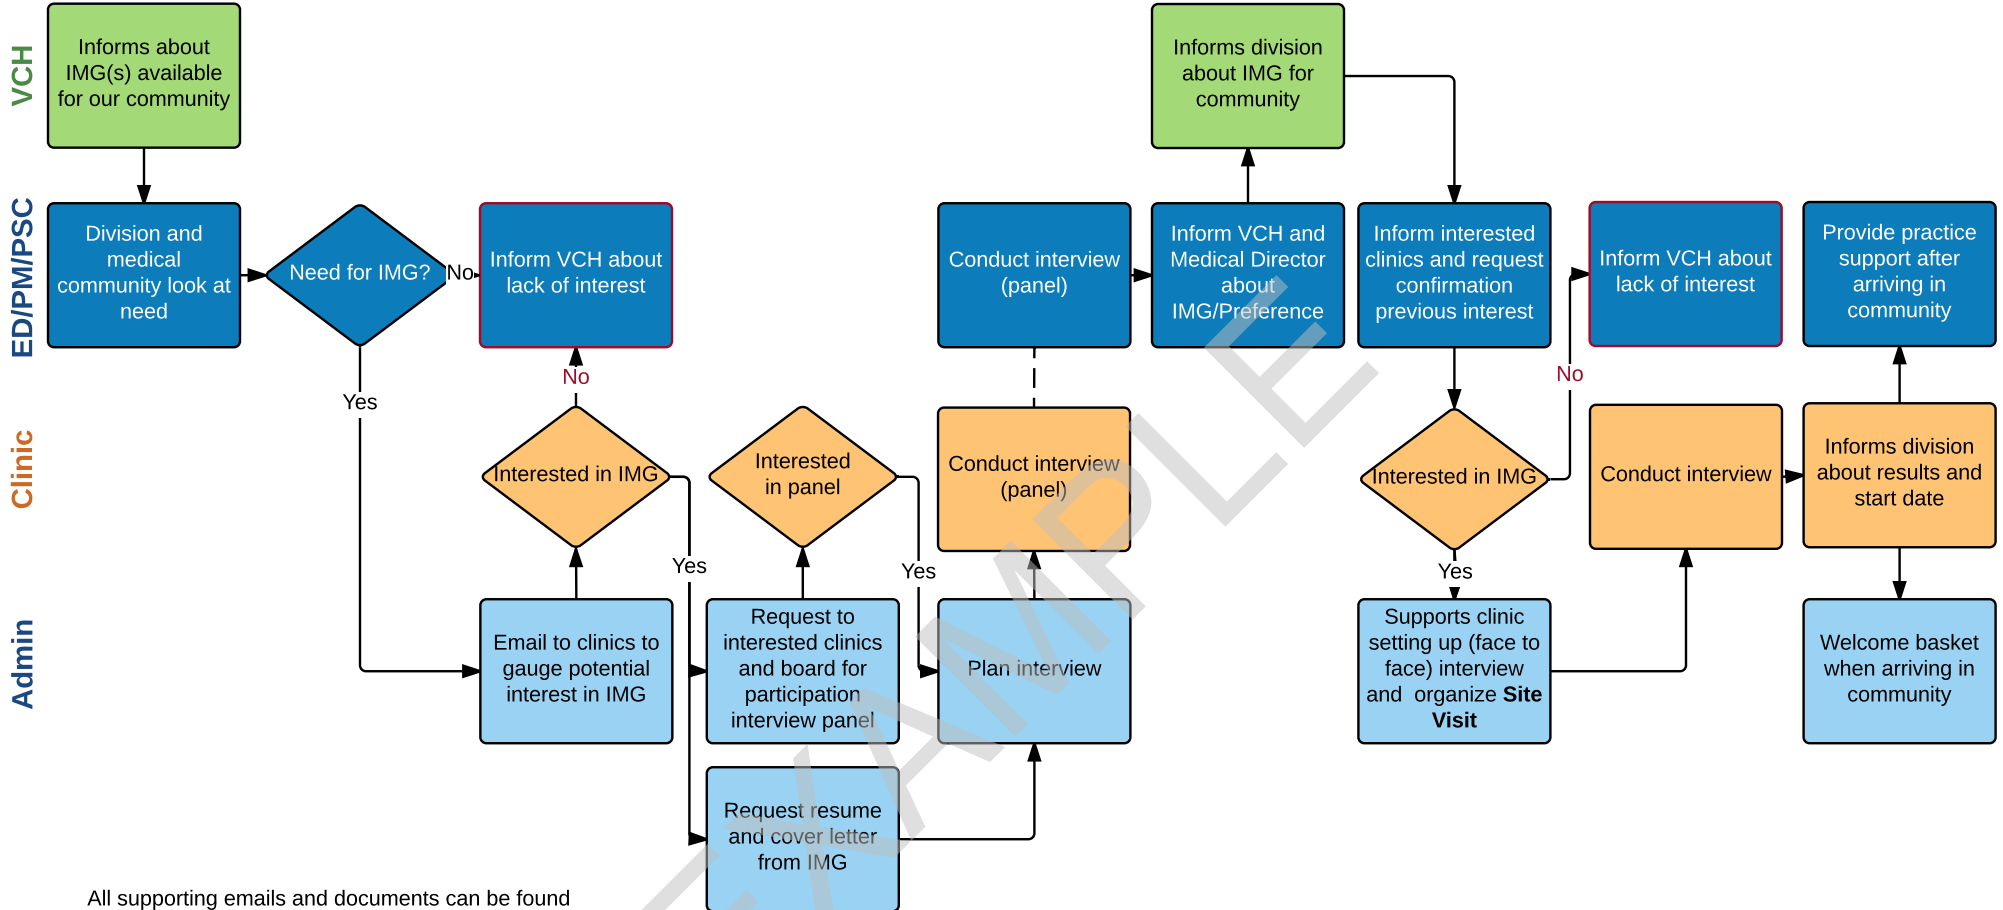 VCH
Informs about
IMG(s) available
for our community
Informs division
about IMG for
community
ED/PM/PSC
Division and
medical
community look at
need
Need for IMG?
No
Inform VCH about
lack of interest
Conduct interview
(panel)
Inform VCH and
Medical Director
about
IMG/Preference
Inform interested
clinics and request
confirmation
previous interest
Inform VCH about
lack of interest
Provide practice
support after
arriving in
community
Yes
No
No
Clinic
Interested in IMG
Interested
in panel
Conduct interview
(panel)
Interested in IMG
Conduct interview
Informs division
about results and
start date
Yes
Yes
Yes
Admin
Email to clinics to
gauge potential
interest in IMG
Request to
interested clinics
and board for
participation
interview panel
Plan interview
Supports clinic
setting up (face to
face) interview
and  organize Site
Visit
Welcome basket
when arriving in
community
Request resume
and cover letter
from IMG
All supporting emails and documents can be found
EXAMPLE